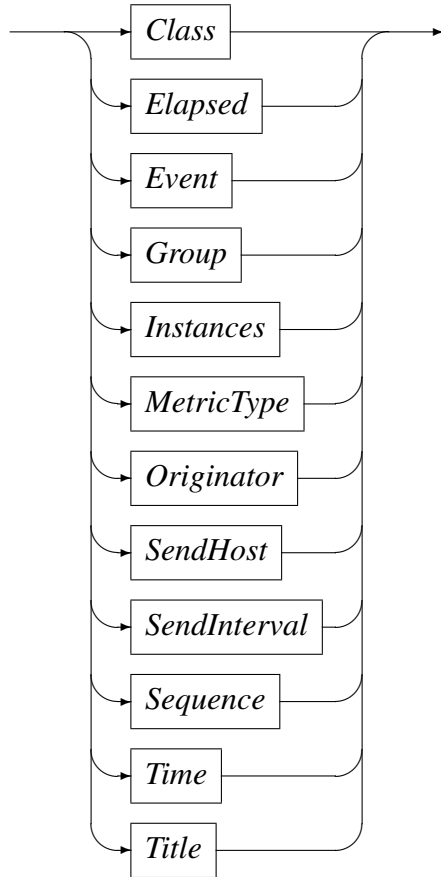 Class
Elapsed
Event
Group
Instances
MetricType
Originator
SendHost
SendInterval
Sequence
Time
Title